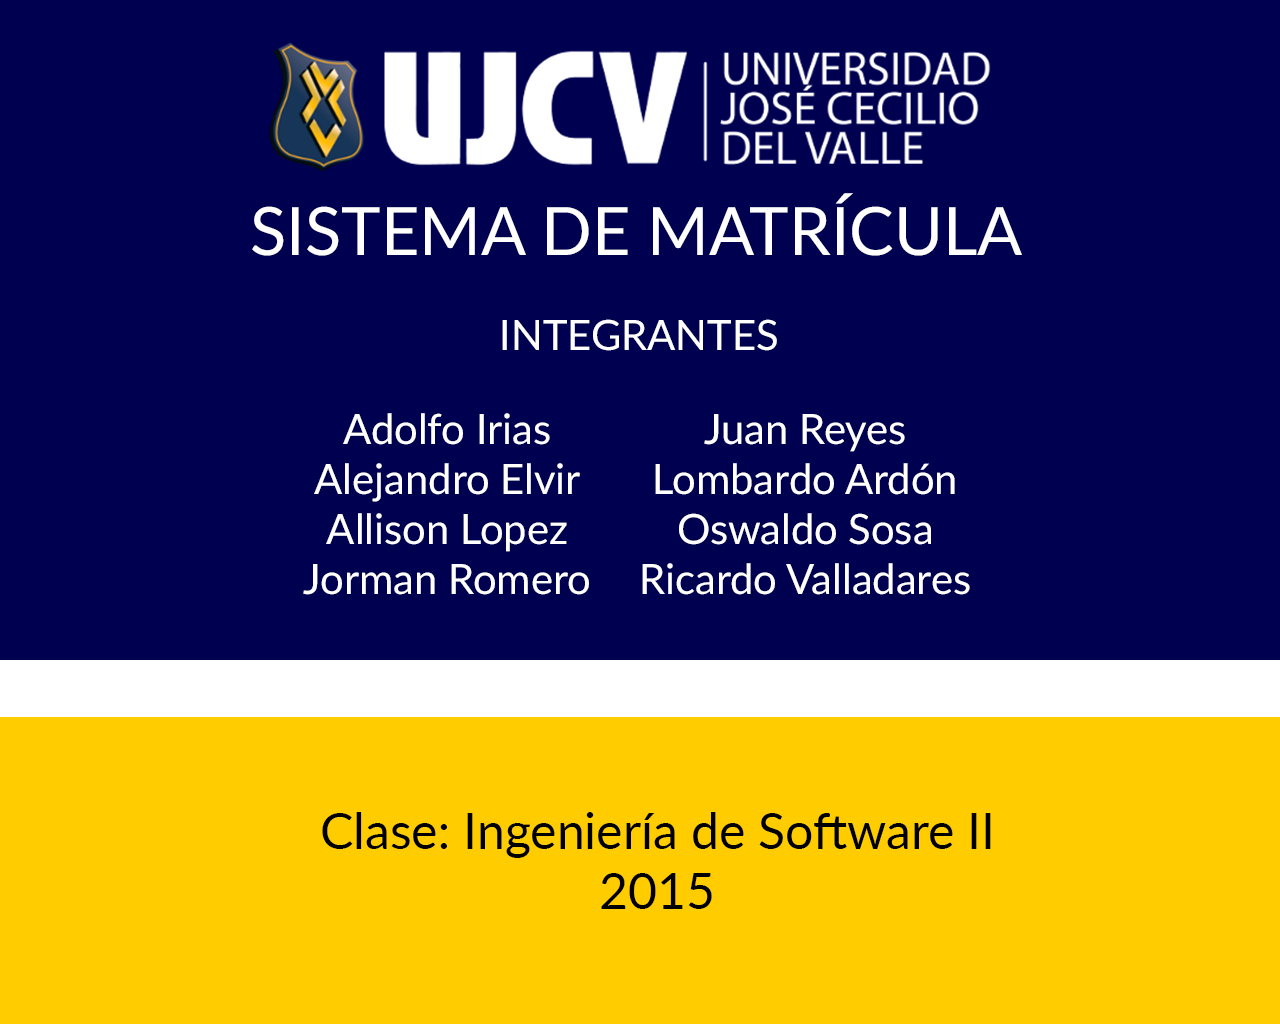 UJCV
UNIVERSIDAD
JOSÉ CECILIO
DEL VALLE
SISTEMA DE MATRÍCULA
INTEGRANTES
Adolfo Irias
Alejandro Elvir
Allison Lopez
Jorman Romero
Juan Reyes
Lombardo Ardón
Oswaldo Sosa
Ricardo Valladares
Clase: Ingeniería de Software II
2015